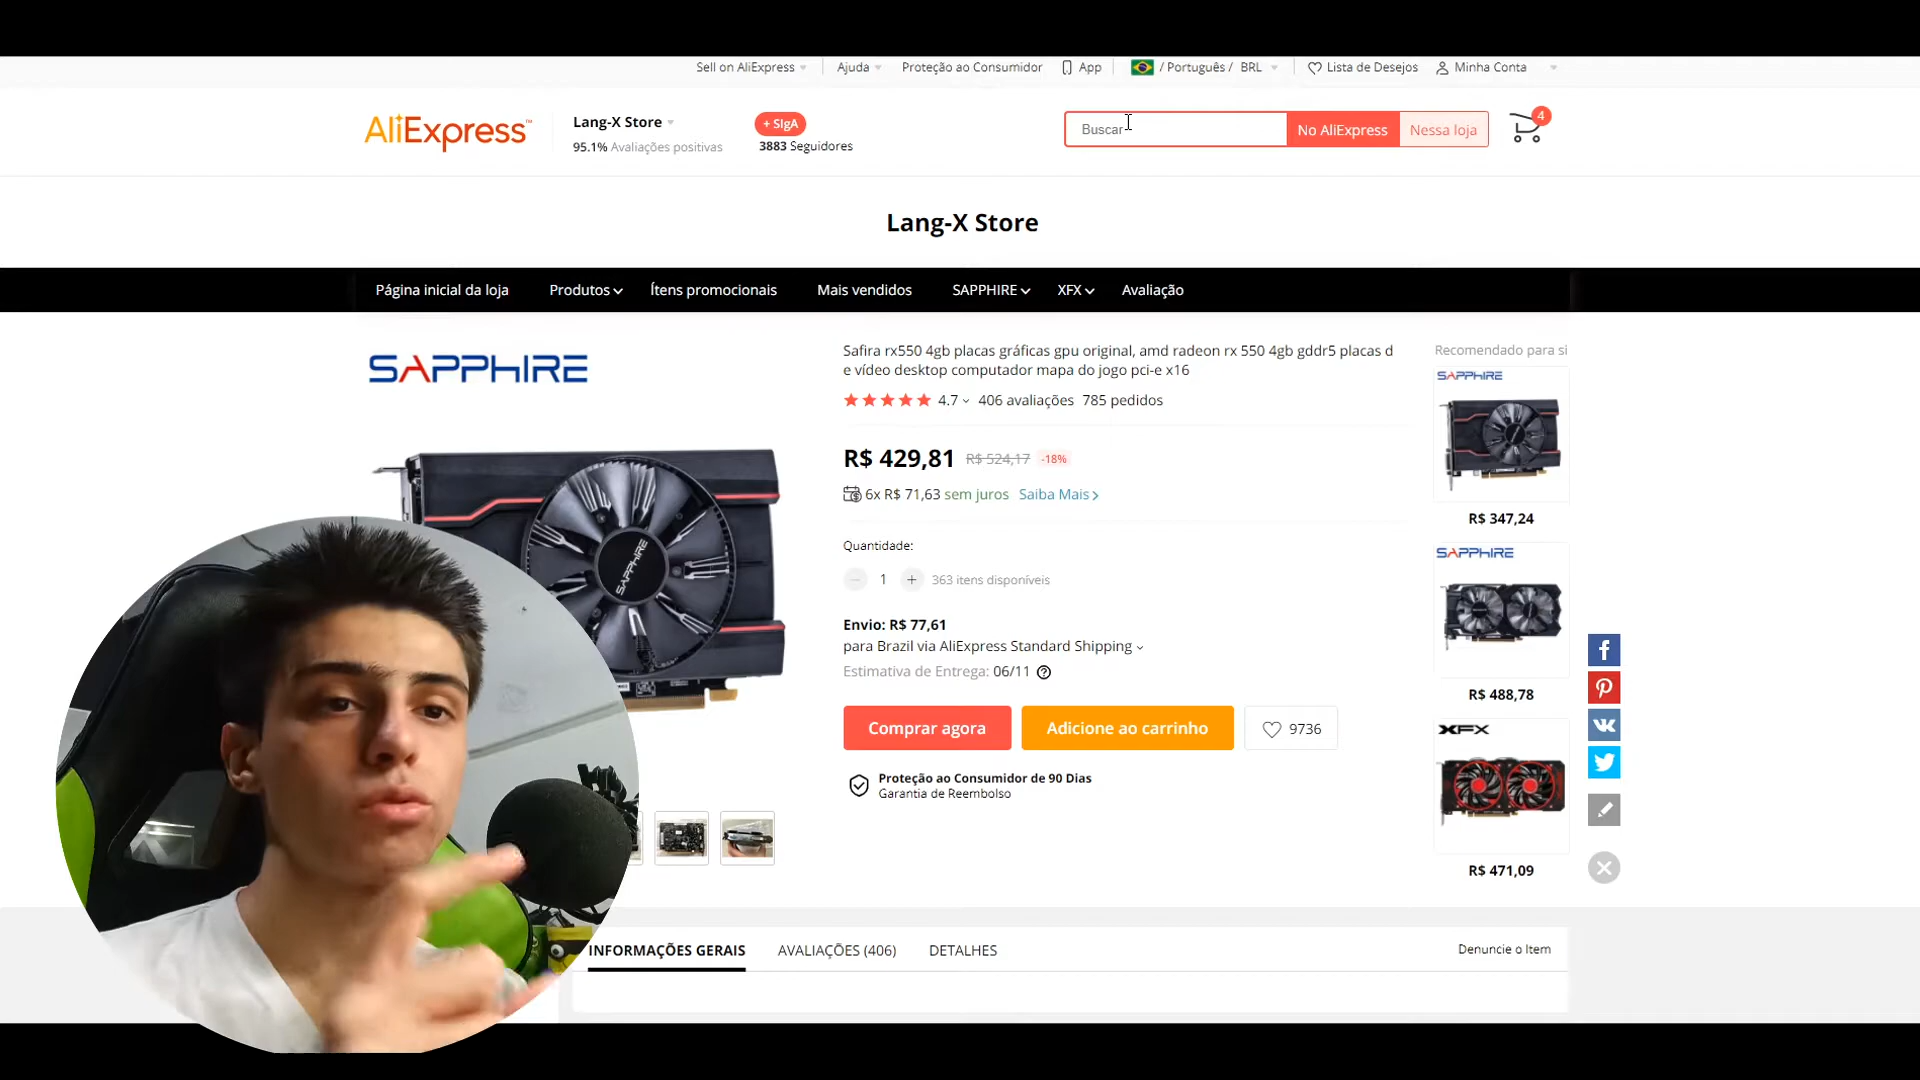 Sell on AliExpress
Ajuda
Proteção ao Consumidor
App
/ Português / BRL
Lista de Desejos
Minha Conta
AliExpress™
Lang-X Store
95.1% Avaliações positivas
+ SIgA
3883 Seguidores
Buscar
No AliExpress
Nessa loja
4
Lang-X Store
Página inicial da loja
Produtos
Ítens promocionais
Mais vendidos
SAPPHIRE
XFX
Avaliação
SAPPHIRE
SAPPHIRE
Safira rx550 4gb placas gráficas gpu original, amd radeon rx 550 4gb gddr5 placas d
e vídeo desktop computador mapa do jogo pci-e x16
4.7
406 avaliações
785 pedidos
R$ 429,81
R$ 524,17
-18%
6x R$ 71,63 sem juros
Saiba Mais
Quantidade:
− 1 +
363 itens disponíveis
Envio: R$ 77,61
para Brazil via AliExpress Standard Shipping
Estimativa de Entrega: 06/11
Comprar agora
Adicione ao carrinho
9736
Proteção ao Consumidor de 90 Dias
Garantia de Reembolso
Recomendado para si
SAPPHIRE
R$ 347,24
SAPPHIRE
R$ 488,78
XFX
R$ 471,09
INFORMAÇÕES GERAIS
AVALIAÇÕES (406)
DETALHES
Denuncie o Item